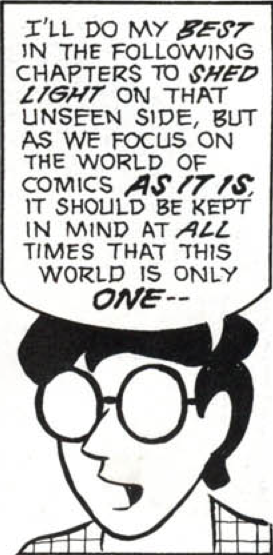 I'LL DO MY BEST
IN THE FOLLOWING
CHAPTERS TO SHED
LIGHT ON THAT
UNSEEN SIDE, BUT
AS WE FOCUS ON
THE WORLD OF
COMICS AS IT IS,
IT SHOULD BE KEPT
IN MIND AT ALL
TIMES THAT THIS
WORLD IS ONLY
ONE--